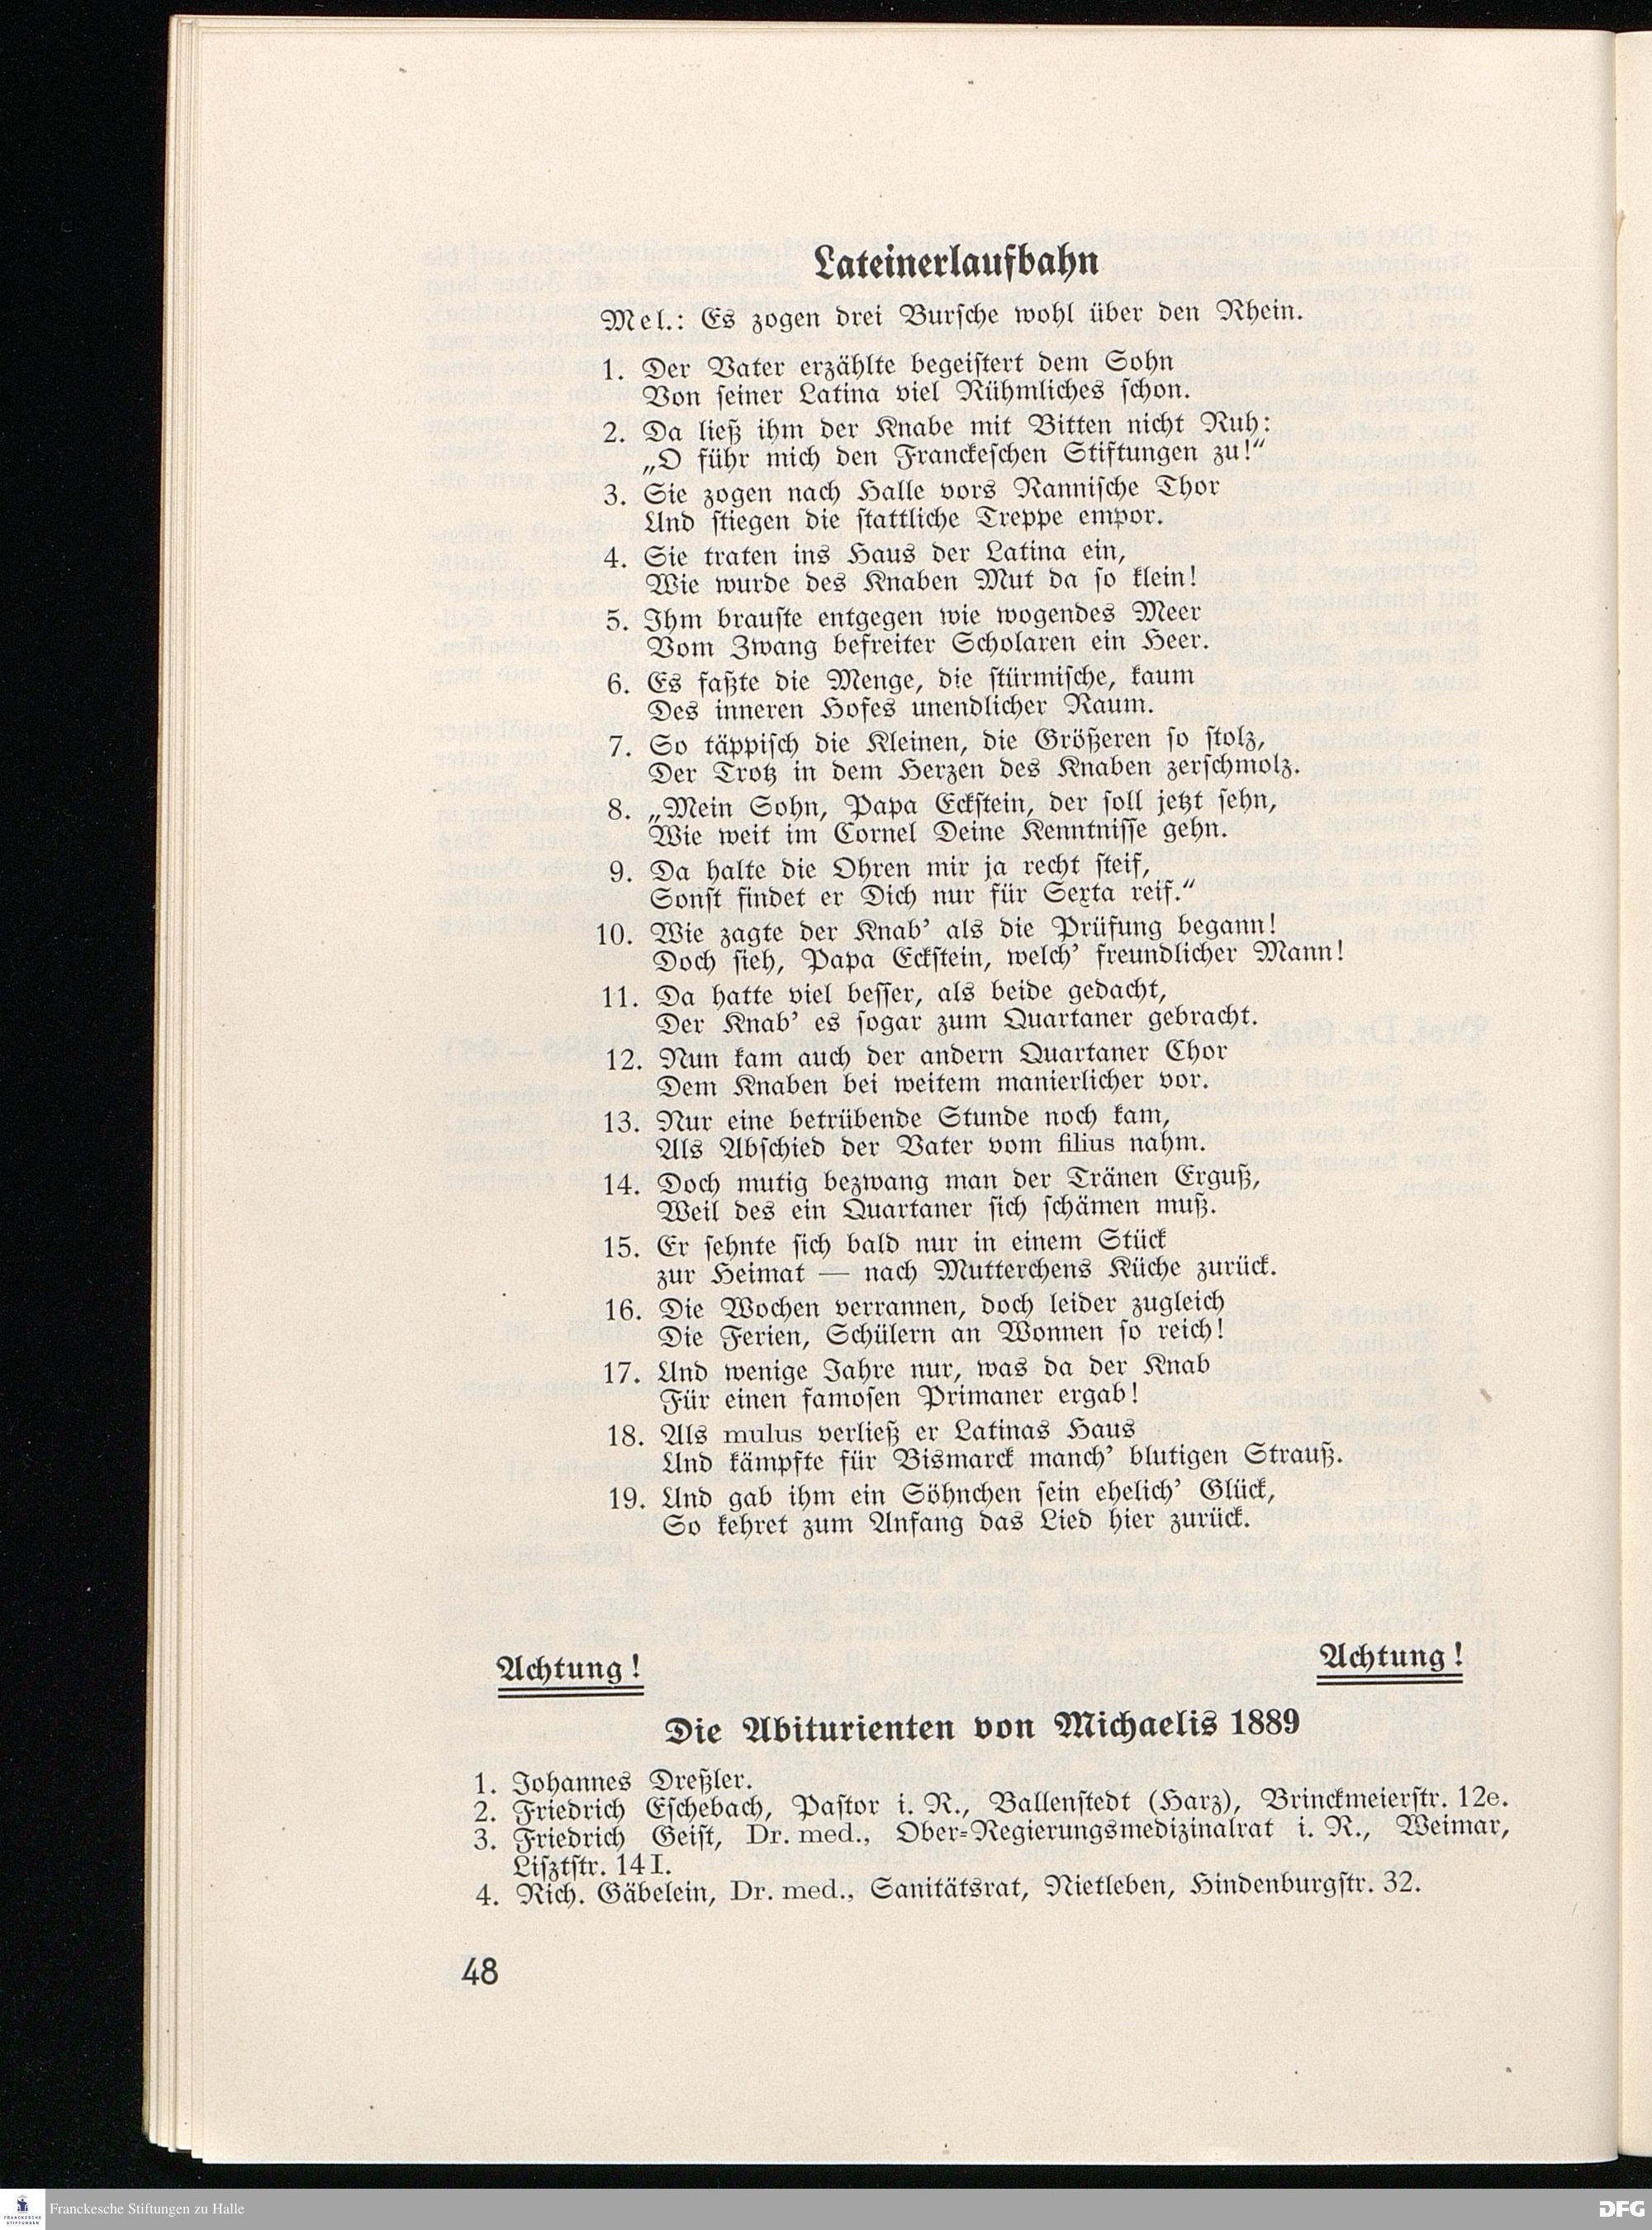 Lateinerlaufbahn
Mel.: Es zogen drei Bursche wohl über den Rhein.
1. Der Vater erzählte begeistert dem Sohn
Von seiner Latina viel Rühmliches schon.
2. Da ließ ihm der Knabe mit Bitten nicht Ruh:
„O führ mich den Franckeschen Stiftungen zu!“
3. Sie zogen nach Halle vors Rannische Thor
Und stiegen die stattliche Treppe empor.
4. Sie traten ins Haus der Latina ein,
Wie wurde des Knaben Mut da so klein!
5. Ihm brauste entgegen wie wogendes Meer
Vom Zwang befreiter Scholaren ein Heer.
6. Es faßte die Menge, die stürmische, kaum
Des inneren Hofes unendlicher Raum.
7. So täppisch die Kleinen, die Größeren so stolz,
Der Trotz in dem Herzen des Knaben zerschmolz.
8. „Mein Sohn, Papa Eckstein, der soll jetzt sehn,
Wie weit im Cornel Deine Kenntnisse gehn.
9. Da halte die Ohren mir ja recht steif,
Sonst findet er Dich nur für Sexta reif.“
10. Wie zagte der Knab’ als die Prüfung begann!
Doch sieh, Papa Eckstein, welch’ freundlicher Mann!
11. Da hatte viel besser, als beide gedacht,
Der Knab’ es sogar zum Quartaner gebracht.
12. Nun kam auch der andern Quartaner Chor
Dem Knaben bei weitem manierlicher vor.
13. Nur eine betrübende Stunde noch kam,
Als Abschied der Vater vom filius nahm.
14. Doch mutig bezwang man der Tränen Erguß,
Weil des ein Quartaner sich schämen muß.
15. Er sehnte sich bald nur in einem Stück
zur Heimat — nach Mutterchens Küche zurück.
16. Die Wochen verrannen, doch leider zugleich
Die Ferien, Schülern an Wonnen so reich!
17. Und wenige Jahre nur, was da der Knab
Für einen famosen Primaner ergab!
18. Als mulus verließ er Latinas Haus
Und kämpfte für Bismarck manch’ blutigen Strauß.
19. Und gab ihm ein Söhnchen sein ehelich’ Glück,
So kehret zum Anfang das Lied hier zurück.
Achtung! Achtung!
Die Abiturienten von Michaelis 1889
1. Johannes Dreßler.
2. Friedrich Eschebach, Pastor i. R., Ballenstedt (Harz), Brinckmeierstr. 12e.
3. Friedrich Geist, Dr. med., Ober-Regierungsmedizinalrat i. R., Weimar,
Lisztstr. 14 I.
4. Rich. Gäbelein, Dr. med., Sanitätsrat, Nietleben, Hindenburgstr. 32.
48
FRANCKESCHE
STIFTUNGEN
Franckesche Stiftungen zu Halle
DFG